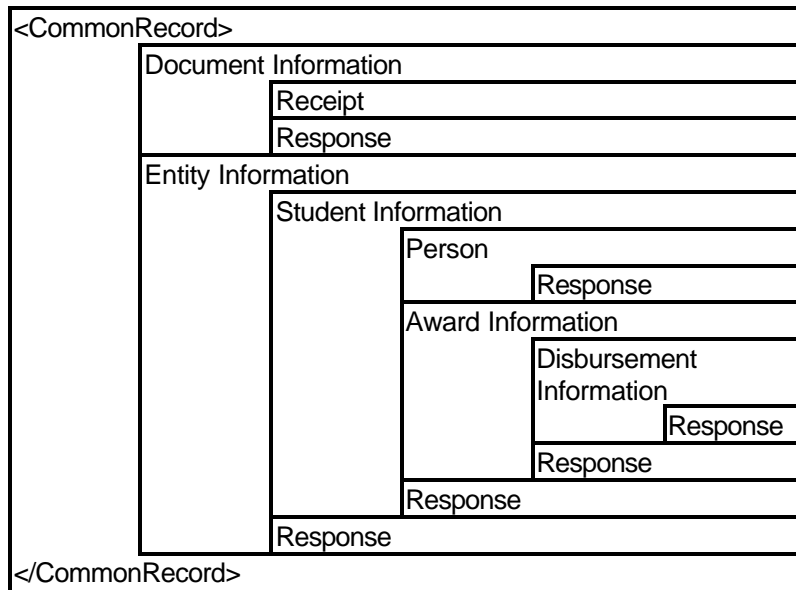 <CommonRecord>
Document Information
Receipt
Response
Entity Information
Student Information
Person
Response
Award Information
Disbursement
Information
Response
Response
Response
Response
</CommonRecord>